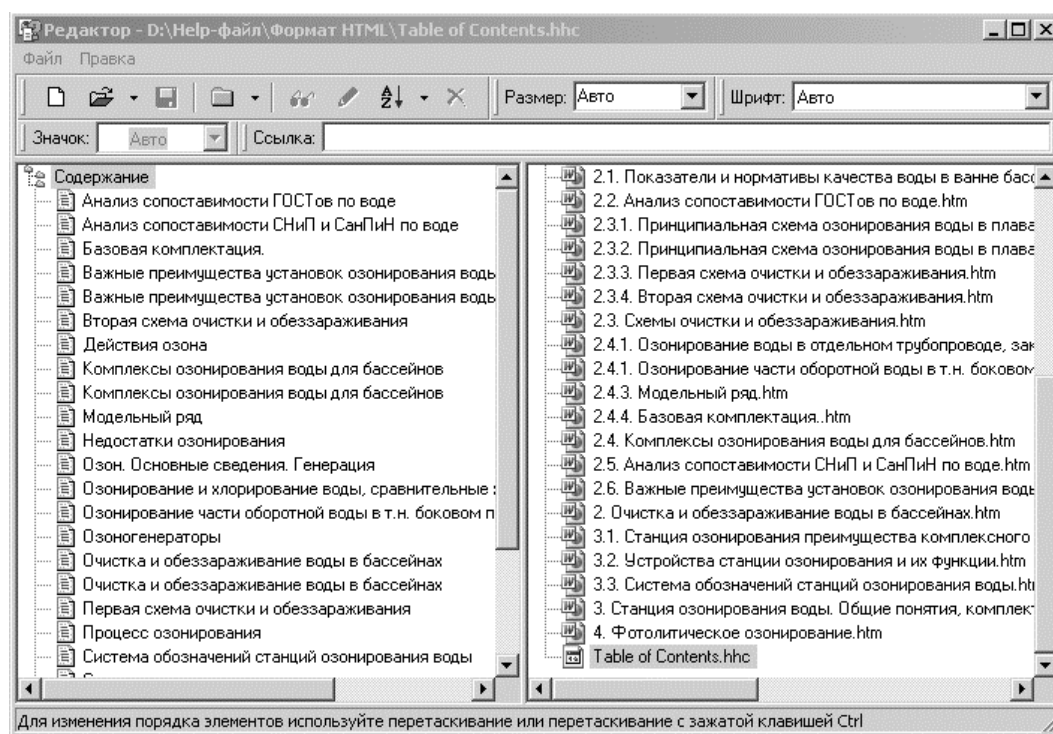 Редактор - D:\Help-файл\Формат HTML\Table of Contents.hhc
Файл Правка
Размер: Авто Шрифт: Авто
Значок: Авто Ссылка:
Содержание
Анализ сопоставимости ГОСТов по воде
Анализ сопоставимости СНиП и СанПиН по воде
Базовая комплектация.
Важные преимущества установок озонирования воды
Важные преимущества установок озонирования воды
Вторая схема очистки и обеззараживания
Действия озона
Комплексы озонирования воды для бассейнов
Комплексы озонирования воды для бассейнов
Модельный ряд
Недостатки озонирования
Озон. Основные сведения. Генерация
Озонирование и хлорирование воды, сравнительные
Озонирование части оборотной воды в т.н. боковом п
Озоногенераторы
Очистка и обеззараживание воды в бассейнах
Очистка и обеззараживание воды в бассейнах
Первая схема очистки и обеззараживания
Процесс озонирования
Система обозначений станций озонирования воды
2.1. Показатели и нормативы качества воды в ванне басс
2.2. Анализ сопоставимости ГОСТов по воде.htm
2.3.1. Принципиальная схема озонирования воды в плава
2.3.2. Принципиальная схема озонирования воды в плава
2.3.3. Первая схема очистки и обеззараживания.htm
2.3.4. Вторая схема очистки и обеззараживания.htm
2.3. Схемы очистки и обеззараживания.htm
2.4.1. Озонирование воды в отдельном трубопроводе, зак
2.4.1. Озонирование части оборотной воды в т.н. боковом
2.4.3. Модельный ряд.htm
2.4.4. Базовая комплектация..htm
2.4. Комплексы озонирования воды для бассейнов.htm
2.5. Анализ сопоставимости СНиП и СанПиН по воде.htm
2.6. Важные преимущества установок озонирования водь
2. Очистка и обеззараживание воды в бассейнах.htm
3.1. Станция озонирования преимущества комплексного
3.2. Устройства станции озонирования и их функции.htm
3.3. Система обозначений станций озонирования воды.htı
3. Станция озонирования воды. Общие понятия, комплект
4. Фотолитическое озонирование.htm
Table of Contents.hhc
Для изменения порядка элементов используйте перетаскивание или перетаскивание с зажатой клавишей Ctrl